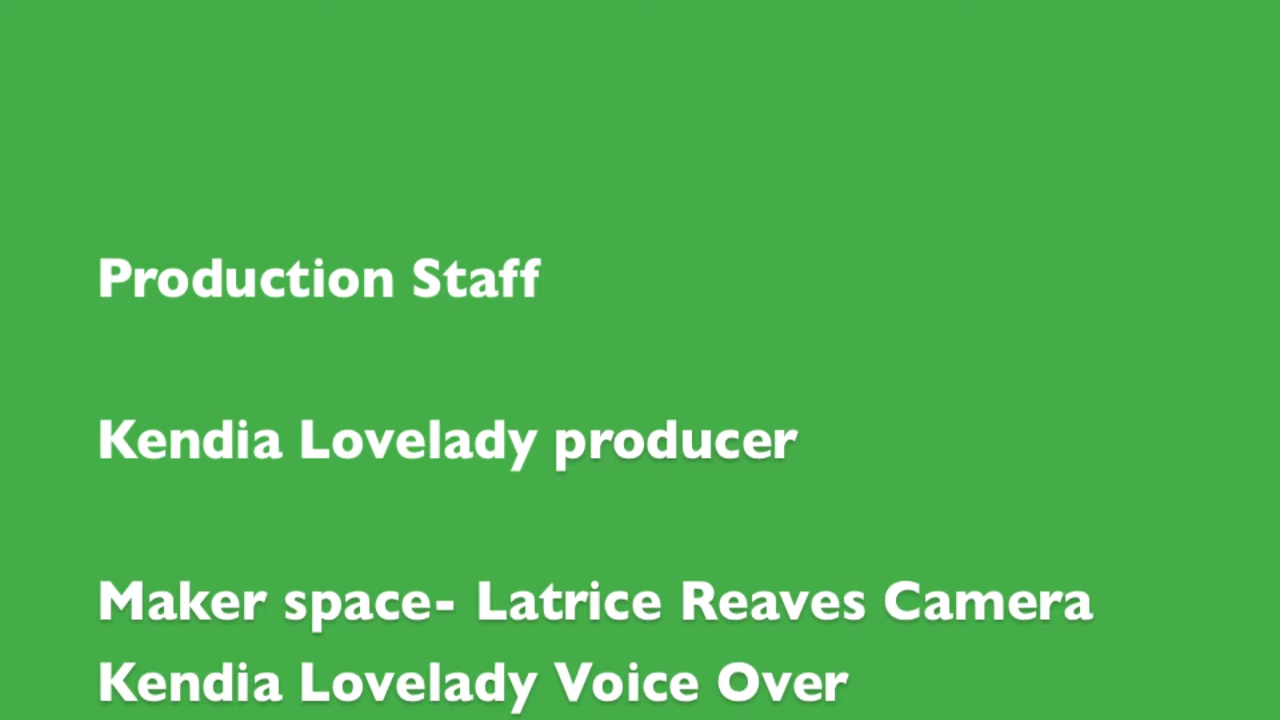 Production Staff
Kendia Lovelady producer
Maker space- Latrice Reaves Camera
Kendia Lovelady Voice Over